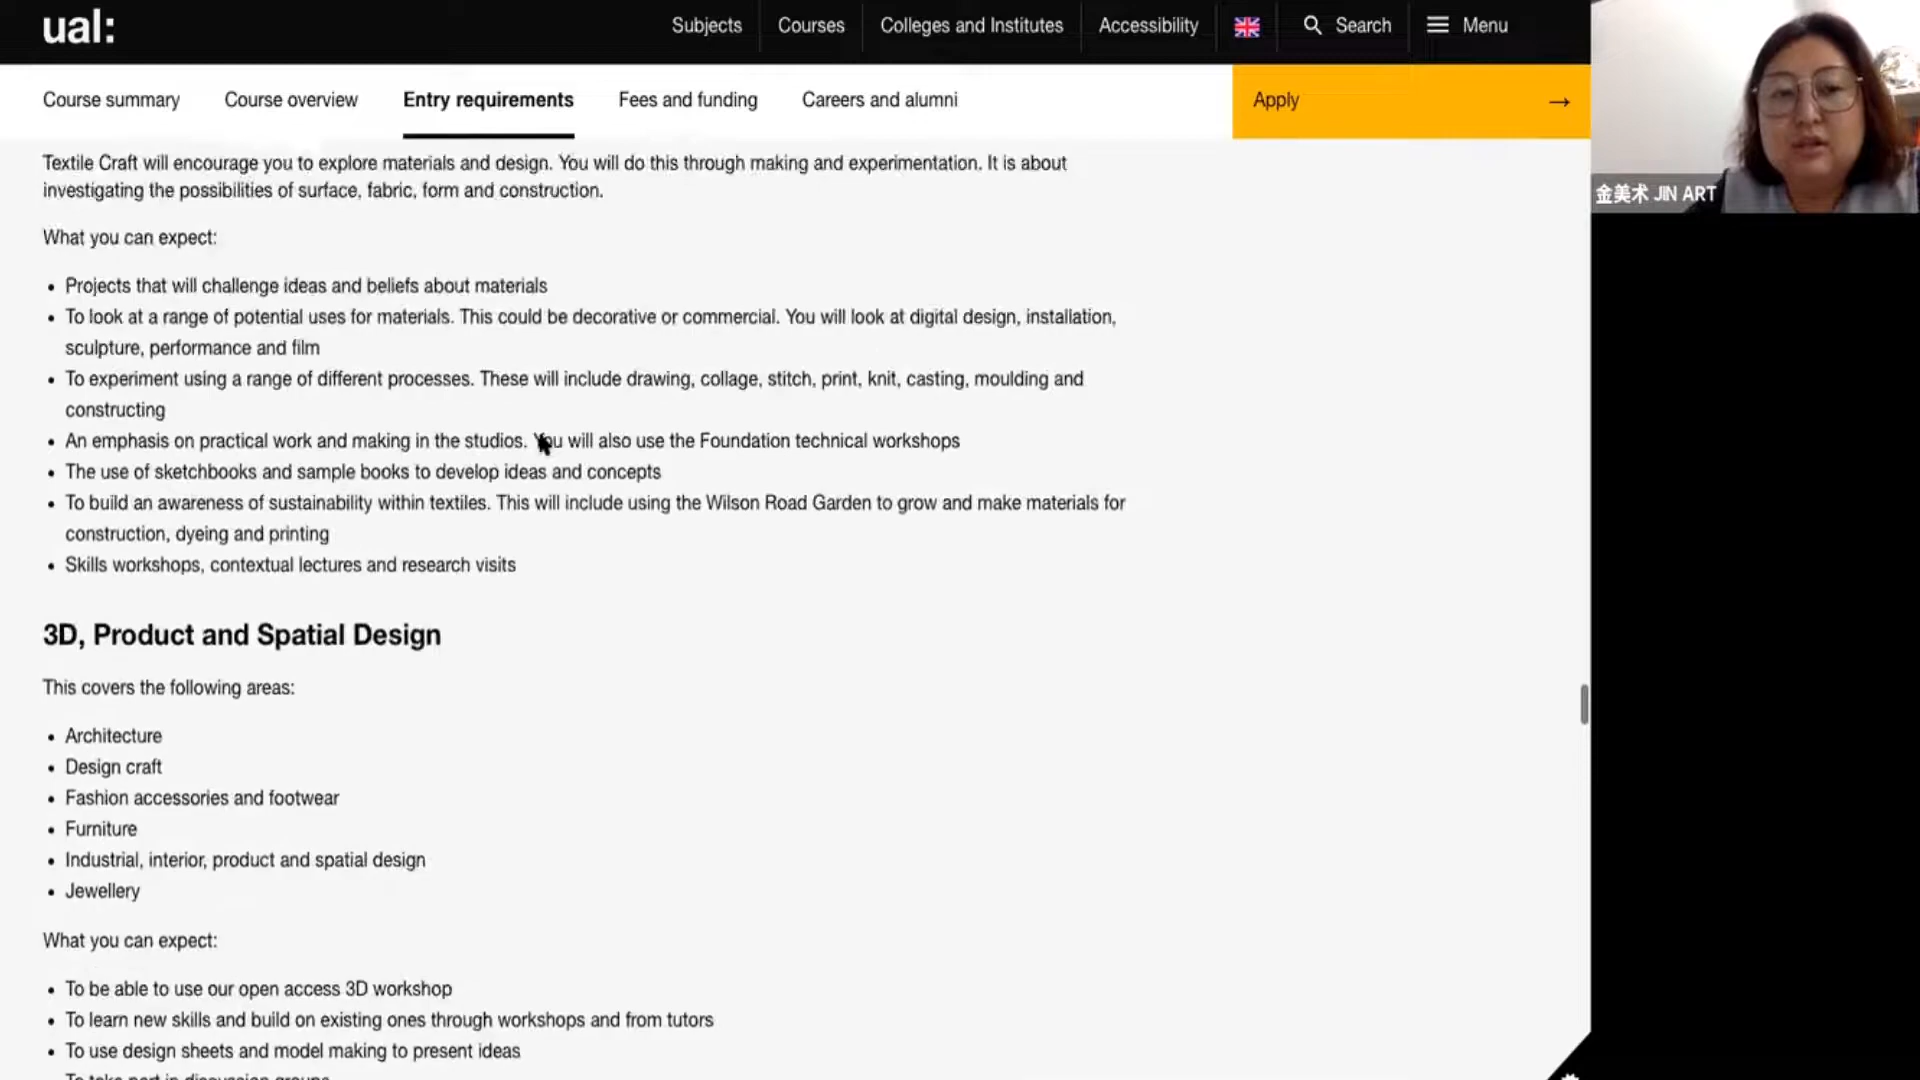 ual:
Subjects
Courses
Colleges and Institutes
Accessibility
Search
Menu
Course summary
Course overview
Entry requirements
Fees and funding
Careers and alumni
Apply →
金美术 JIN ART
Textile Craft will encourage you to explore materials and design. You will do this through making and experimentation. It is about
investigating the possibilities of surface, fabric, form and construction.
What you can expect:
• Projects that will challenge ideas and beliefs about materials
• To look at a range of potential uses for materials. This could be decorative or commercial. You will look at digital design, installation,
sculpture, performance and film
• To experiment using a range of different processes. These will include drawing, collage, stitch, print, knit, casting, moulding and
constructing
• An emphasis on practical work and making in the studios. You will also use the Foundation technical workshops
• The use of sketchbooks and sample books to develop ideas and concepts
• To build an awareness of sustainability within textiles. This will include using the Wilson Road Garden to grow and make materials for
construction, dyeing and printing
• Skills workshops, contextual lectures and research visits
3D, Product and Spatial Design
This covers the following areas:
• Architecture
• Design craft
• Fashion accessories and footwear
• Furniture
• Industrial, interior, product and spatial design
• Jewellery
What you can expect:
• To be able to use our open access 3D workshop
• To learn new skills and build on existing ones through workshops and from tutors
• To use design sheets and model making to present ideas
To take part in discussion groups